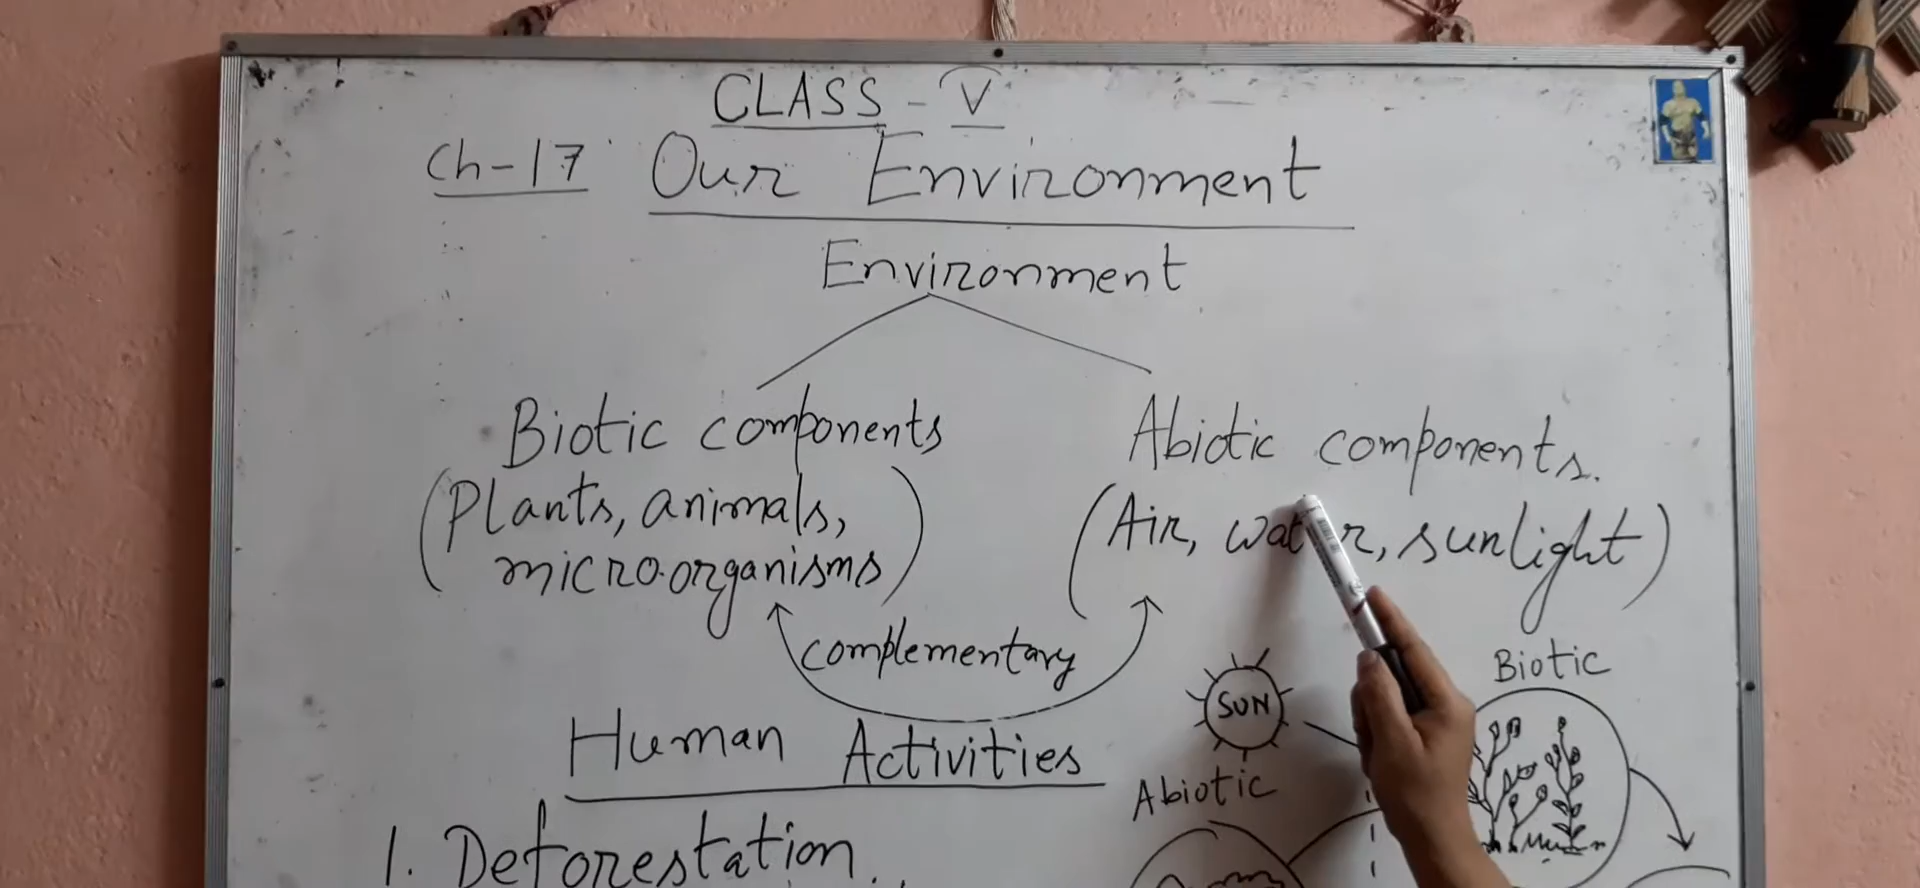 CLASS - V
Ch-17 Our Environment
Environment
Biotic components
(Plants, animals,
microorganisms)
Abiotic components.
(Air, water, sunlight)
complementary
Human Activities
1. Deforestation
SUN
Abiotic
Biotic